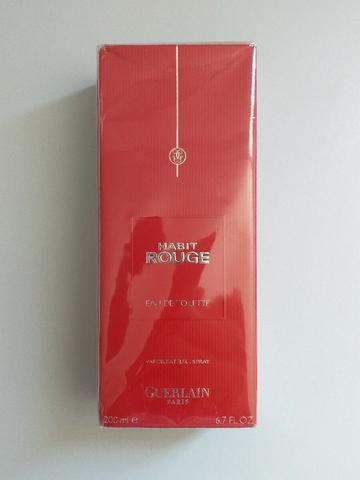 HABIT
ROUGE
EAU DE TOILETTE
VAPORISATEUR . SPRAY
GUERLAIN
PARIS
200 ml ℮ 6.7 FL OZ